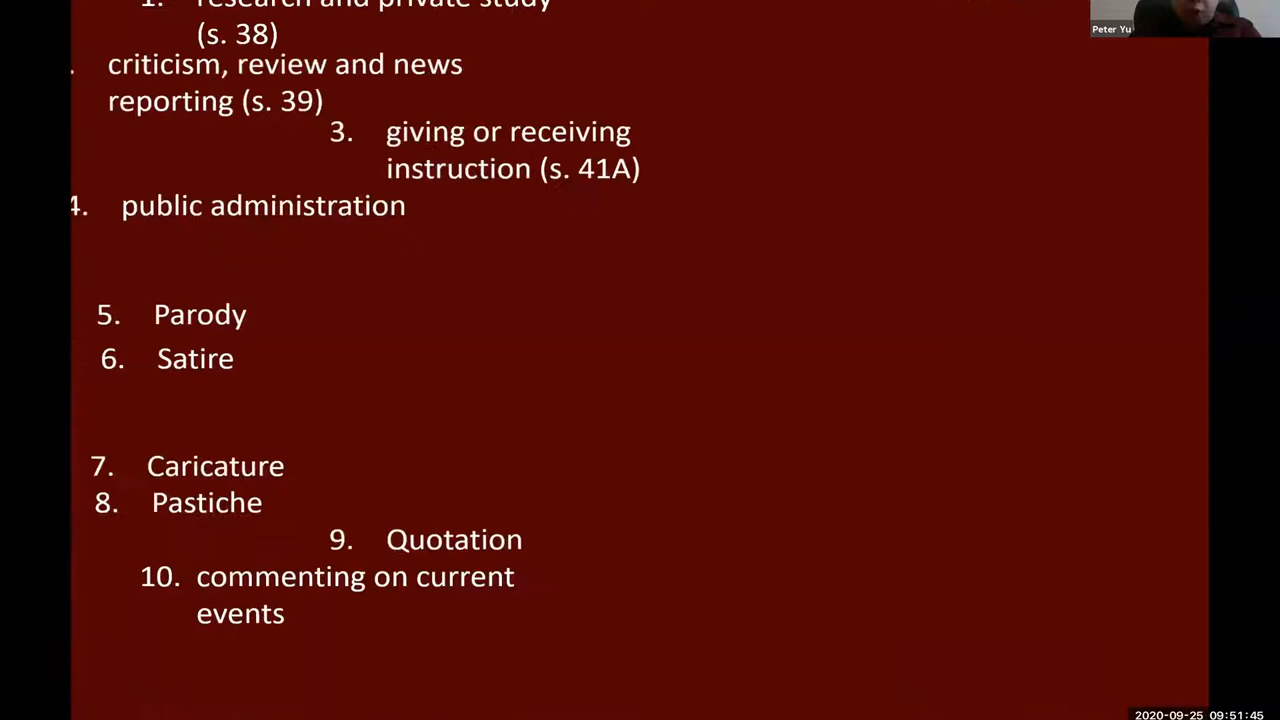 1. research and private study
(s. 38)
. criticism, review and news
reporting (s. 39)
3. giving or receiving
instruction (s. 41A)
4. public administration
5. Parody
6. Satire
7. Caricature
8. Pastiche
9. Quotation
10. commenting on current
events
Peter Yu
2020-09-25 09:51:45